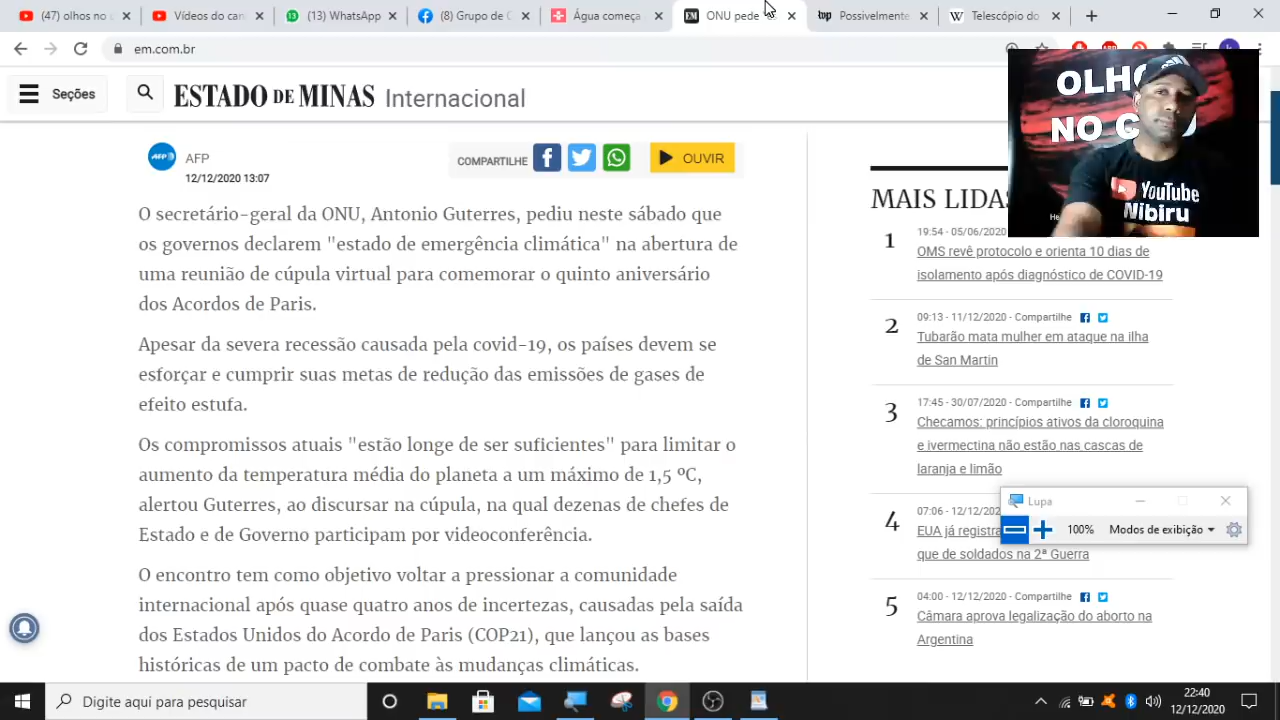 (47) olhos no c
Vídeos do can
(13) WhatsApp
(8) Grupo de C
Água começa
ONU pede
Possivelmente
Telescópio do
em.com.br
Seções
ESTADO DE MINAS Internacional
AFP
12/12/2020 13:07
COMPARTILHE
OUVIR
O secretário-geral da ONU, Antonio Guterres, pediu neste sábado que
os governos declarem "estado de emergência climática" na abertura de
uma reunião de cúpula virtual para comemorar o quinto aniversário
dos Acordos de Paris.
Apesar da severa recessão causada pela covid-19, os países devem se
esforçar e cumprir suas metas de redução das emissões de gases de
efeito estufa.
Os compromissos atuais "estão longe de ser suficientes" para limitar o
aumento da temperatura média do planeta a um máximo de 1,5 ºC,
alertou Guterres, ao discursar na cúpula, na qual dezenas de chefes de
Estado e de Governo participam por videoconferência.
O encontro tem como objetivo voltar a pressionar a comunidade
internacional após quase quatro anos de incertezas, causadas pela saída
dos Estados Unidos do Acordo de Paris (COP21), que lançou as bases
históricas de um pacto de combate às mudanças climáticas.
NO
YouTube
Nibiru
MAIS LIDAS
1
19:54 - 05/06/2020
OMS revê protocolo e orienta 10 dias de
isolamento após diagnóstico de COVID-19
2
09:13 - 11/12/2020 - Compartilhe
Tubarão mata mulher em ataque na ilha
de San Martin
3
17:45 - 30/07/2020 - Compartilhe
Checamos: princípios ativos da cloroquina
e ivermectina não estão nas cascas de
laranja e limão
Lupa
100% Modos de exibição
4
07:06 - 12/12/202
EUA já registra
que de soldados na 2ª Guerra
5
04:00 - 12/12/2020 - Compartilhe
Câmara aprova legalização do aborto na
Argentina
Digite aqui para pesquisar
22:40
12/12/2020